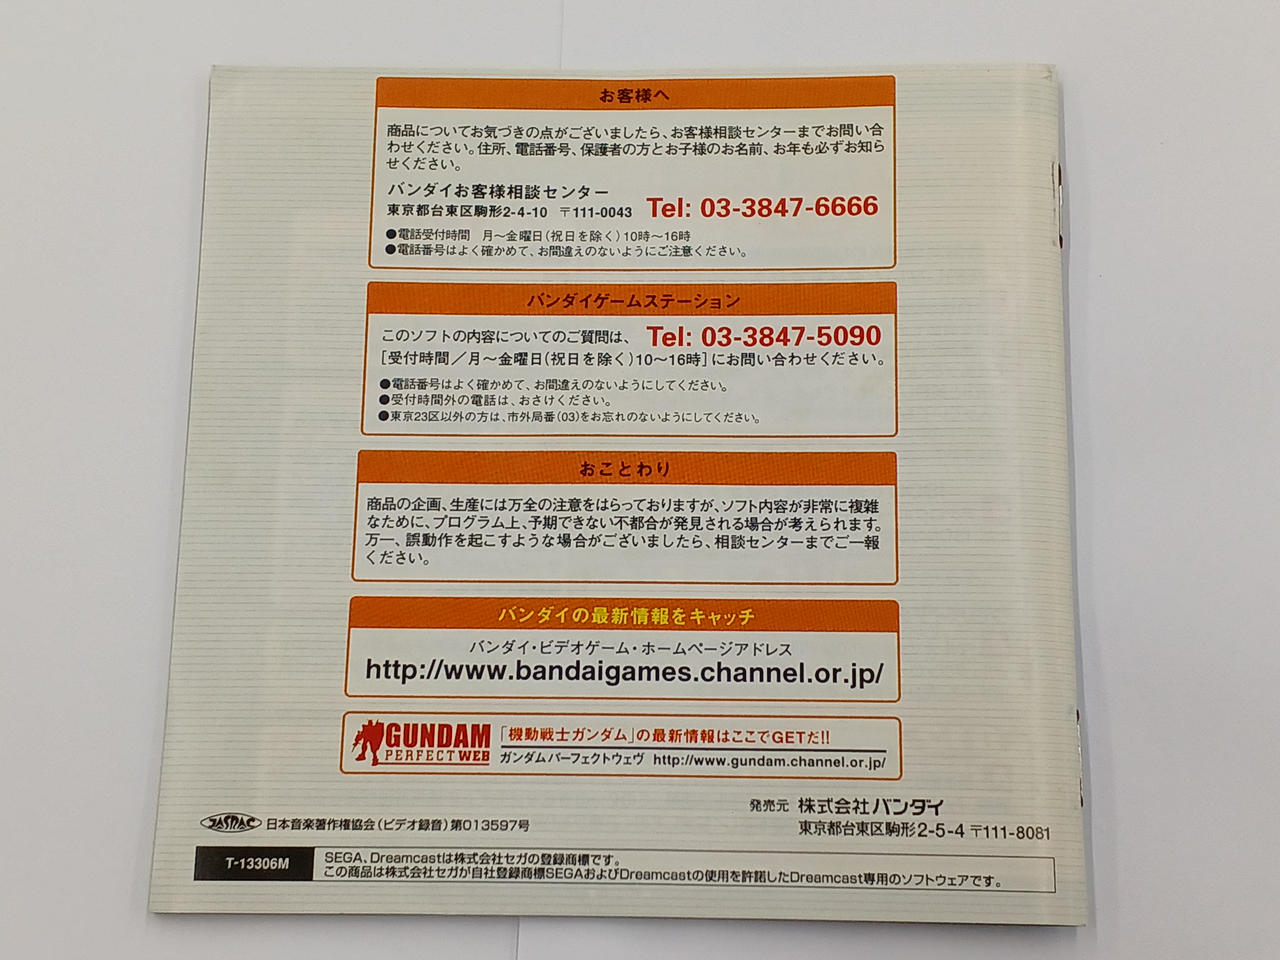 お客様へ
商品についてお気づきの点がございましたら、お客様相談センターまでお問い合
わせください。住所、電話番号、保護者の方とお子様のお名前、お年も必ずお知ら
せください。
バンダイお客様相談センター
東京都台東区駒形2-4-10 〒111-0043 Tel: 03-3847-6666
●電話受付時間 月〜金曜日(祝日を除く)10時〜16時
●電話番号はよく確かめて、お間違えのないようにご注意ください。
バンダイゲームステーション
このソフトの内容についてのご質問は、 Tel: 03-3847-5090
[受付時間／月〜金曜日(祝日を除く)10〜16時]にお問い合わせください。
●電話番号はよく確かめて、お間違えのないようにしてください。
●受付時間外の電話は、おさけください。
●東京23区以外の方は、市外局番(03)をお忘れのないようにしてください。
おことわり
商品の企画、生産には万全の注意をはらっておりますが、ソフト内容が非常に複雑
なために、プログラム上、予期できない不都合が発見される場合が考えられます。
万一、誤動作を起こすような場合がございましたら、相談センターまでご一報
ください。
バンダイの最新情報をキャッチ
バンダイ・ビデオゲーム・ホームページアドレス
http://www.bandaigames.channel.or.jp/
GUNDAM
PERFECT WEB
「機動戦士ガンダム」の最新情報はここでGETだ!!
ガンダムパーフェクトウェヴ http://www.gundam.channel.or.jp/
発売元 株式会社バンダイ
東京都台東区駒形2-5-4 〒111-8081
JASRAC 日本音楽著作権協会(ビデオ録音)第013597号
T-13306M
SEGA、Dreamcastは株式会社セガの登録商標です。
この商品は株式会社セガが自社登録商標SEGAおよびDreamcastの使用を許諾したDreamcast専用のソフトウェアです。